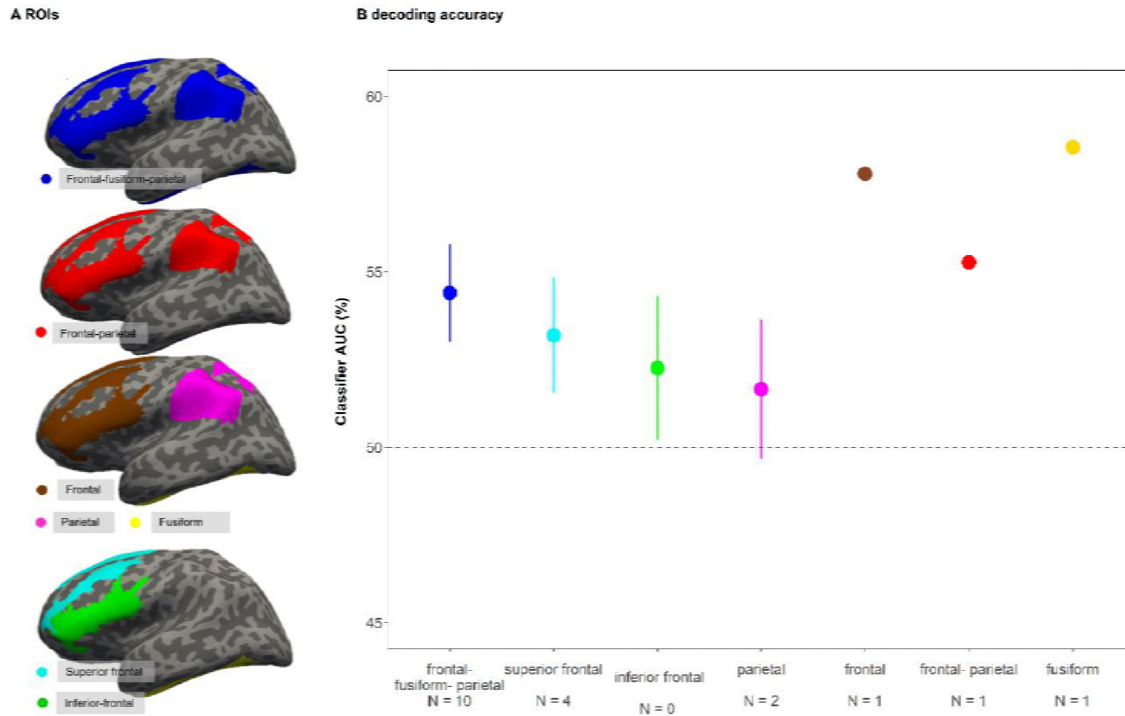 A ROIs
B decoding accuracy
Frontal-fusiform-parietal
Frontal-parietal
Frontal
Parietal
Fusiform
Superior frontal
Inferior-frontal
Classifier AUC (%)
60
55
50
45
frontal-
fusiform- parietal
N = 10
superior frontal
N = 4
inferior frontal
N = 0
parietal
N = 2
frontal
N = 1
frontal- parietal
N = 1
fusiform
N = 1